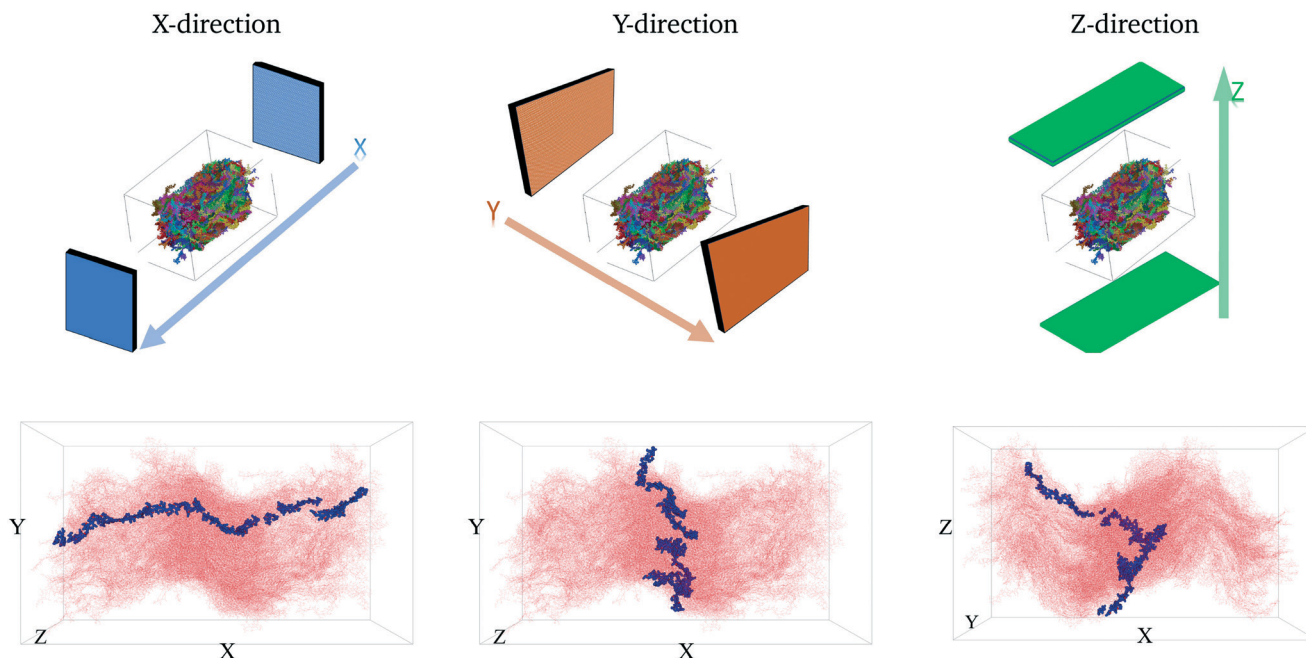 X-direction
Y-direction
Z-direction
X
Y
Z
Y
Z
X
Y
Z
X
Z
Y
X